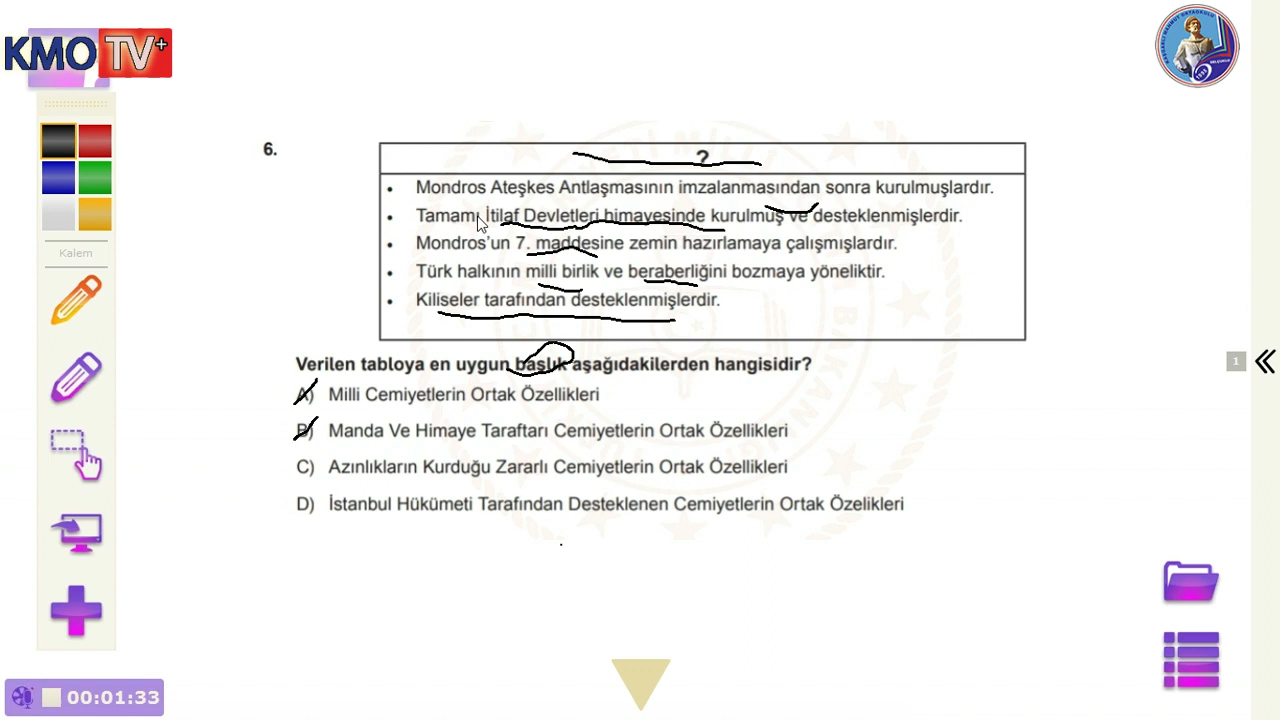 KMO TV+
6.
?
• Mondros Ateşkes Antlaşmasının imzalanmasından sonra kurulmuşlardır.
• Tamamı İtilaf Devletleri himayesinde kurulmuş ve desteklenmişlerdir.
• Mondros'un 7. maddesine zemin hazırlamaya çalışmışlardır.
• Türk halkının milli birlik ve beraberliğini bozmaya yöneliktir.
• Kiliseler tarafından desteklenmişlerdir.
Verilen tabloya en uygun başlık aşağıdakilerden hangisidir?
A) Milli Cemiyetlerin Ortak Özellikleri
B) Manda Ve Himaye Taraftarı Cemiyetlerin Ortak Özellikleri
C) Azınlıkların Kurduğu Zararlı Cemiyetlerin Ortak Özellikleri
D) İstanbul Hükümeti Tarafından Desteklenen Cemiyetlerin Ortak Özelikleri
Kalem
1
00:01:33